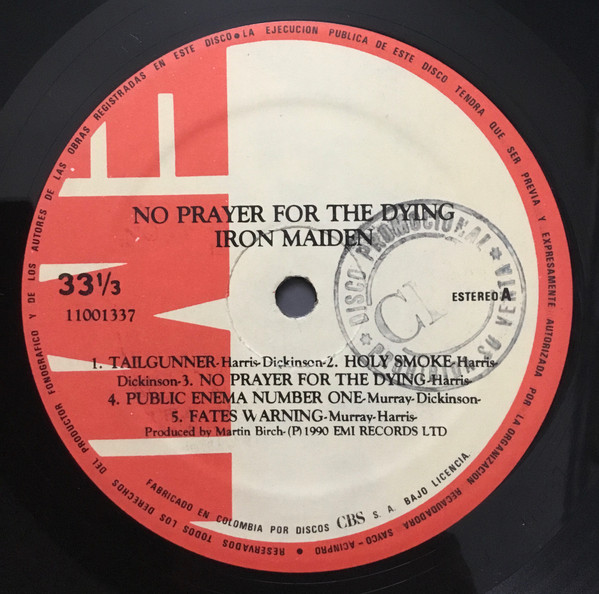 RESERVADOS TODOS LOS DERECHOS DEL PRODUCTOR FONOGRAFICO Y DE LOS AUTORES DE LAS OBRAS REGISTRADAS EN ESTE DISCO•LA EJECUCION PUBLICA DE ESTE DISCO TENDRA QUE SER PREVIA Y EXPRESAMENTE AUTORIZADA POR LA ORGANIZACION RECAUDADORA SAYCO - ACINPRO
EMI
NO PRAYER FOR THE DYING
IRON MAIDEN
33⅓
11001337
ESTEREO A
DISCO PROMOCIONAL
SU VENTA
CI
1. TAILGUNNER-Harris-Dickinson-2. HOLY SMOKE-Harris-
Dickinson-3. NO PRAYER FOR THE DYING-Harris-
4. PUBLIC ENEMA NUMBER ONE-Murray-Dickinson-
5. FATES WARNING-Murray-Harris-
Produced by Martin Birch-(P)1990 EMI RECORDS LTD
FABRICADO EN COLOMBIA POR DISCOS CBS S. A. BAJO LICENCIA.